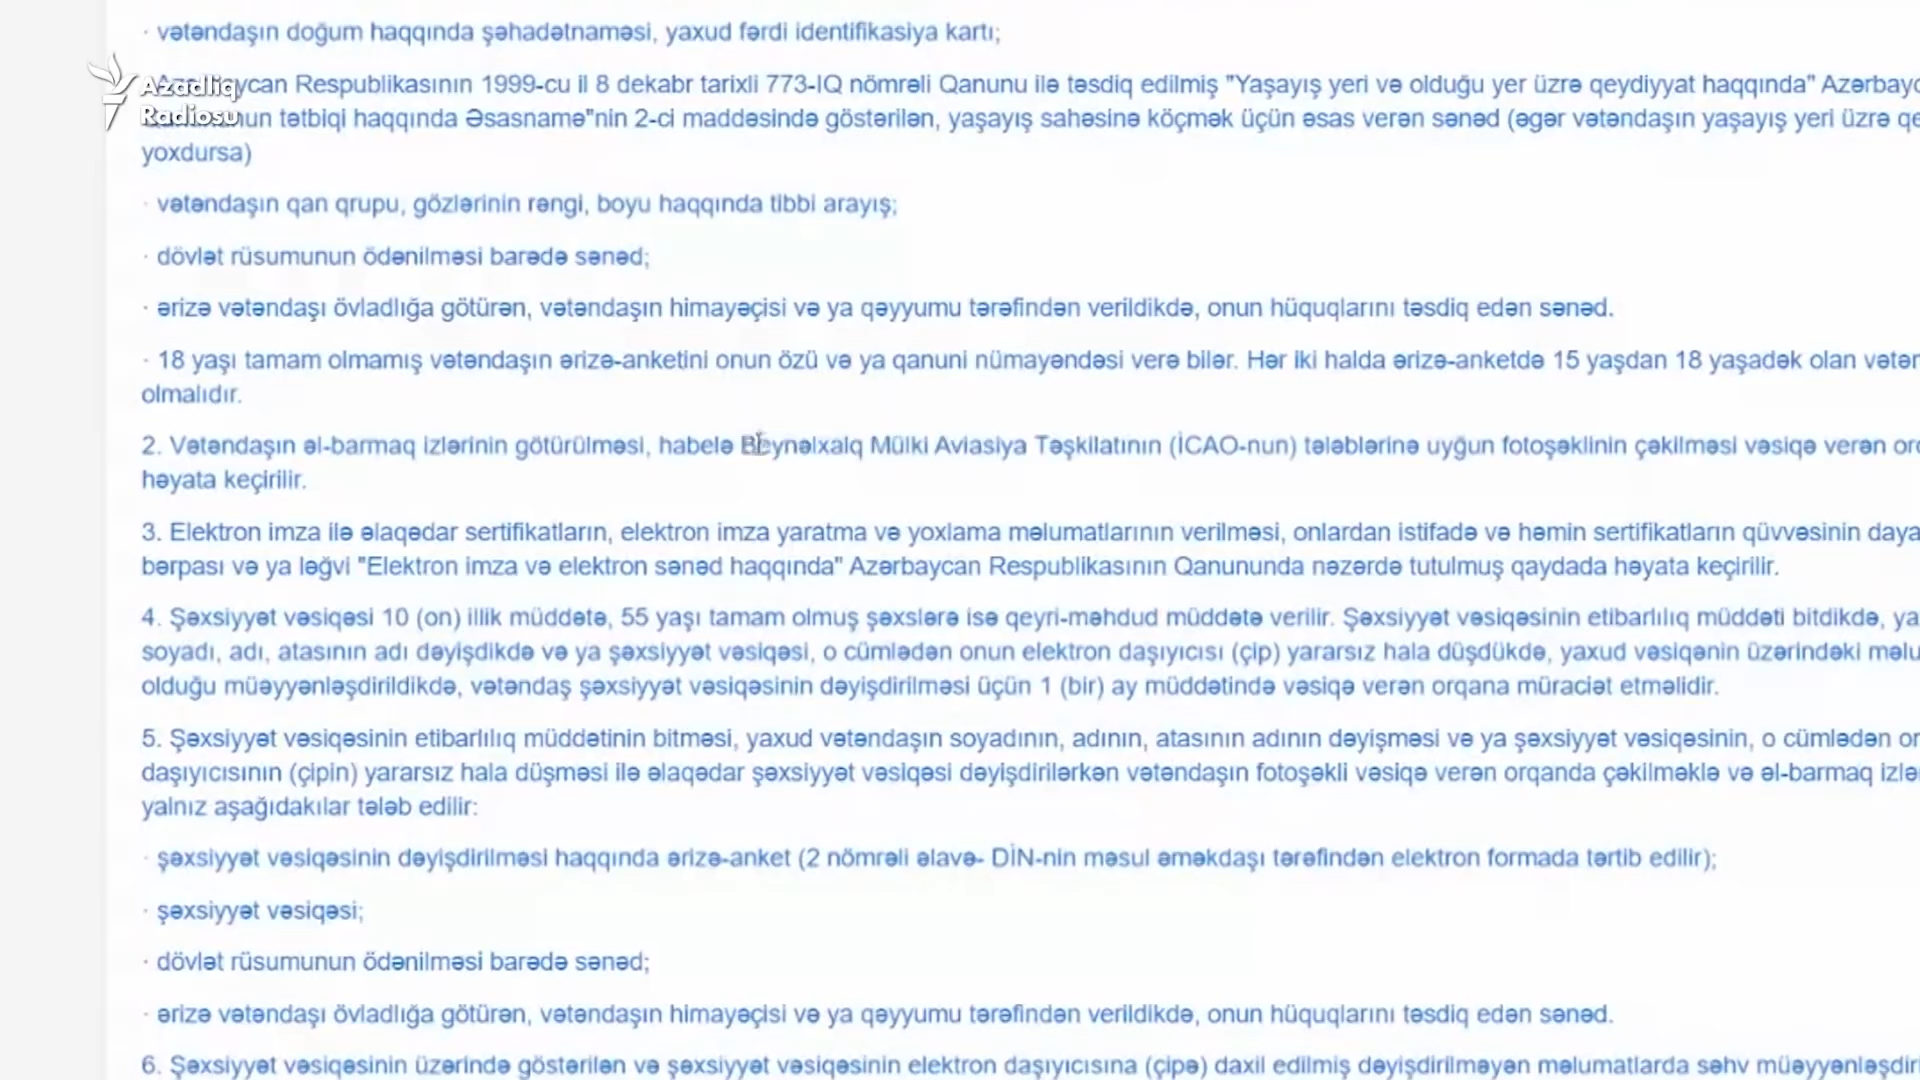 · vətəndaşın doğum haqqında şəhadətnaməsi, yaxud fərdi identifikasiya kartı;
Azadlıq
Radiosu
Respublikasının 1999-cu il 8 dekabr tarixli 773-IQ nömrəli Qanunu ilə təsdiq edilmiş "Yaşayış yeri və olduğu yer üzrə qeydiyyat haqqında"
tətbiqi haqqında Əsasnamə"nin 2-ci maddəsində göstərilən, yaşayış sahəsinə köçmək üçün əsas verən sənəd (əgər vətəndaşın yaşayış yeri üzrə
yoxdursa)
· vətəndaşın qan qrupu, gözlərinin rəngi, boyu haqqında tibbi arayış;
· dövlət rüsumunun ödənilməsi barədə sənəd;
· ərizə vətəndaşı övladlığa götürən, vətəndaşın himayəçisi və ya qəyyumu tərəfindən verildikdə, onun hüquqlarını təsdiq edən sənəd.
· 18 yaşı tamam olmamış vətəndaşın ərizə-anketini onun özü və ya qanuni nümayəndəsi verə bilər. Hər iki halda ərizə-anketdə 15 yaşdan 18 yaşadək olan
olmalıdır.
2. Vətəndaşın əl-barmaq izlərinin götürülməsi, habelə Beynəlxalq Mülki Aviasiya Təşkilatının (İCAO-nun) tələblərinə uyğun fotoşəklinin çəkilməsi vəsiqə verən
həyata keçirilir.
3. Elektron imza ilə əlaqədar sertifikatların, elektron imza yaratma və yoxlama məlumatlarının verilməsi, onlardan istifadə və həmin sertifikatların qüvvəsinin
bərpası və ya ləğvi "Elektron imza və elektron sənəd haqqında" Azərbaycan Respublikasının Qanununda nəzərdə tutulmuş qaydada həyata keçirilir.
4. Şəxsiyyət vəsiqəsi 10 (on) illik müddətə, 55 yaşı tamam olmuş şəxslərə isə qeyri-məhdud müddətə verilir. Şəxsiyyət vəsiqəsinin etibarlılıq müddəti bitdikdə,
soyadı, adı, atasının adı dəyişdikdə və ya şəxsiyyət vəsiqəsi, o cümlədən onun elektron daşıyıcısı (çip) yararsız hala düşdükdə, yaxud vəsiqənin üzərindəki
olduğu müəyyənləşdirildikdə, vətəndaş şəxsiyyət vəsiqəsinin dəyişdirilməsi üçün 1 (bir) ay müddətində vəsiqə verən orqana müraciət etməlidir.
5. Şəxsiyyət vəsiqəsinin etibarlılıq müddətinin bitməsi, yaxud vətəndaşın soyadının, adının, atasının adının dəyişməsi və ya şəxsiyyət vəsiqəsinin, o cümlədən
daşıyıcısının (çipin) yararsız hala düşməsi ilə əlaqədar şəxsiyyət vəsiqəsi dəyişdirilərkən vətəndaşın fotoşəkli vəsiqə verən orqanda çəkilməklə və əl-barmaq
yalnız aşağıdakılar tələb edilir:
· şəxsiyyət vəsiqəsinin dəyişdirilməsi haqqında ərizə-anket (2 nömrəli əlavə- DİN-nin məsul əməkdaşı tərəfindən elektron formada tərtib edilir);
· şəxsiyyət vəsiqəsi;
· dövlət rüsumunun ödənilməsi barədə sənəd;
· ərizə vətəndaşı övladlığa götürən, vətəndaşın himayəçisi və ya qəyyumu tərəfindən verildikdə, onun hüquqlarını təsdiq edən sənəd.
6. Şəxsiyyət vəsiqəsinin üzərində göstərilən və şəxsiyyət vəsiqəsinin elektron daşıyıcısına (çipə) daxil edilmiş dəyişdirilməyən məlumatlarda səhv